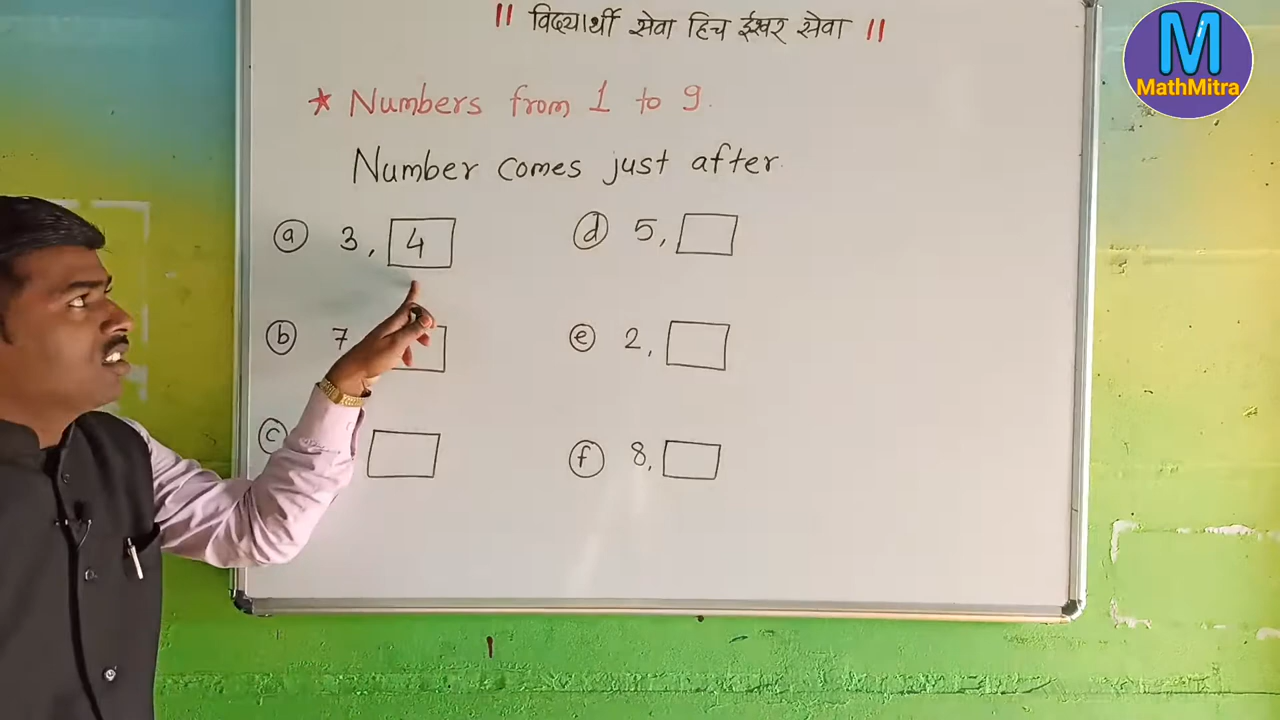 || विद्यार्थी सेवा हिच ईश्वर सेवा ||
M
MathMitra
* Numbers from 1 to 9.
Number comes just after.
(a) 3, 4
(d) 5,
(b) 7
(e) 2,
(c)
(f) 8,